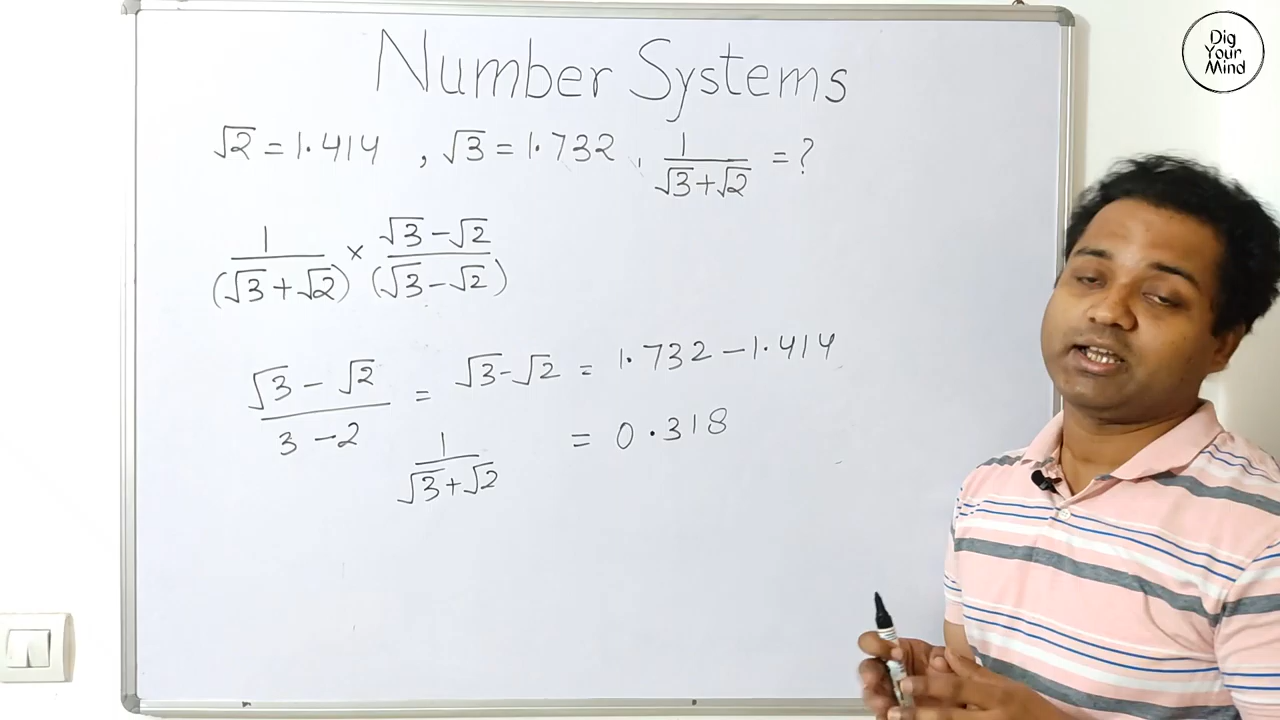 Number Systems
Dig
Your
Mind
√2 = 1.414 , √3 = 1.732 , 1/(√3+√2) = ?
1/(√3+√2) × (√3-√2)/(√3-√2)
(√3-√2)/(3-2) = √3-√2 = 1.732 - 1.414
1/(√3+√2) = 0.318